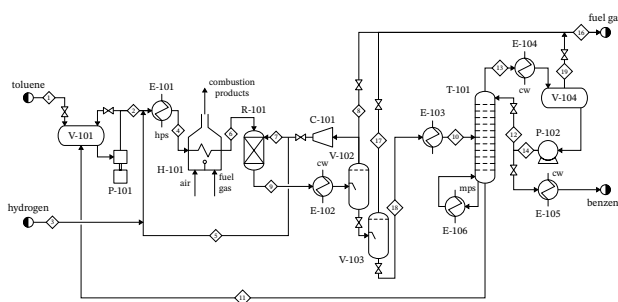 fuel ga
16
E-104
13
cw
19
toluene
1
E-101
combustion
products
T-101
V-104
R-101
C-101
8
E-103
2
12
P-102
V-101
4
6
7
17
10
14
hps
V-102
cw
cw
P-101
H-101
9
mps
benzen
air
fuel
gas
E-102
18
E-105
hydrogen
3
E-106
5
V-103
11